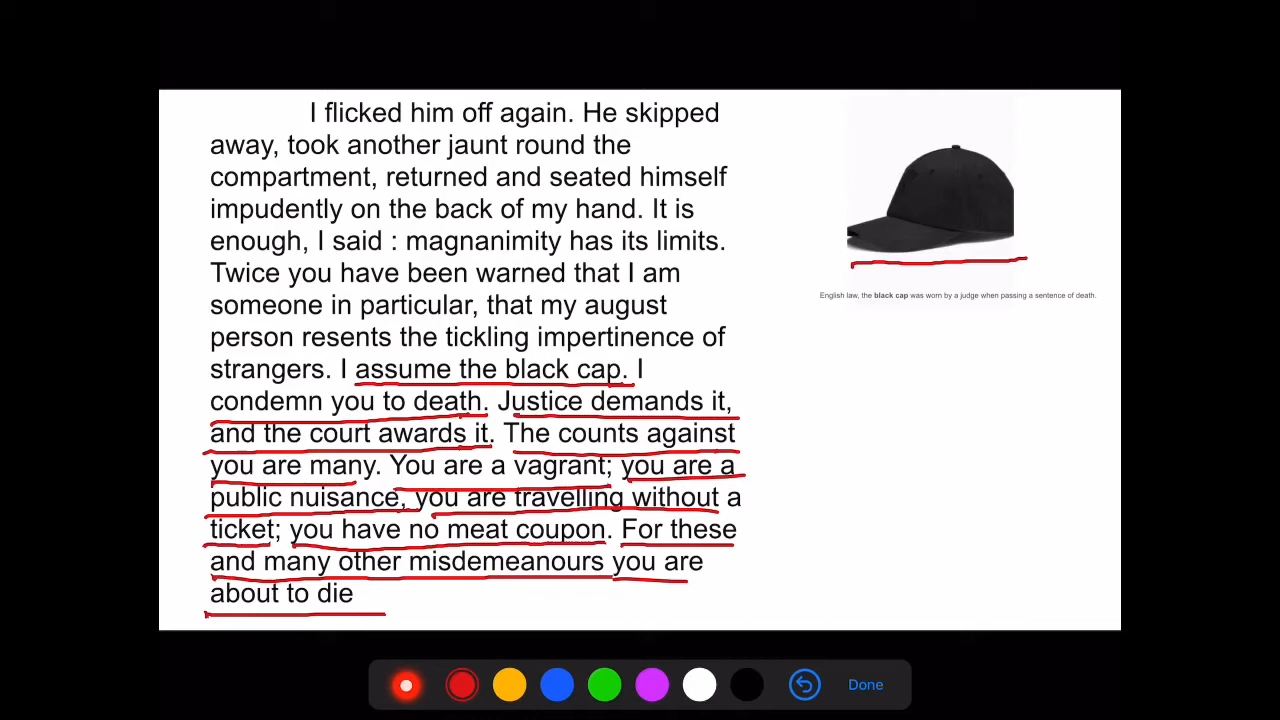 I flicked him off again. He skipped
away, took another jaunt round the
compartment, returned and seated himself
impudently on the back of my hand. It is
enough, I said : magnanimity has its limits.
Twice you have been warned that I am
someone in particular, that my august
person resents the tickling impertinence of
strangers. I assume the black cap. I
condemn you to death. Justice demands it,
and the court awards it. The counts against
you are many. You are a vagrant; you are a
public nuisance, you are travelling without a
ticket; you have no meat coupon. For these
and many other misdemeanours you are
about to die
English law, the black cap was worn by a judge when passing a sentence of death.
Done